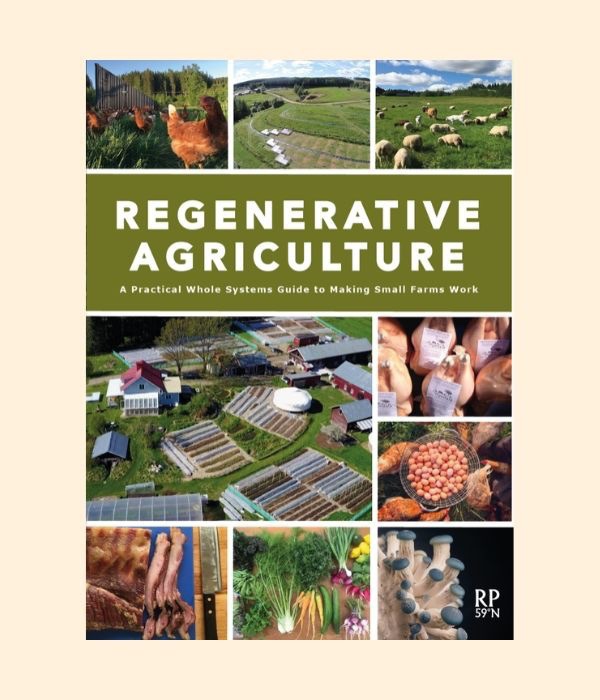 REGENERATIVE
AGRICULTURE
A Practical Whole Systems Guide to Making Small Farms Work
RP
59°N